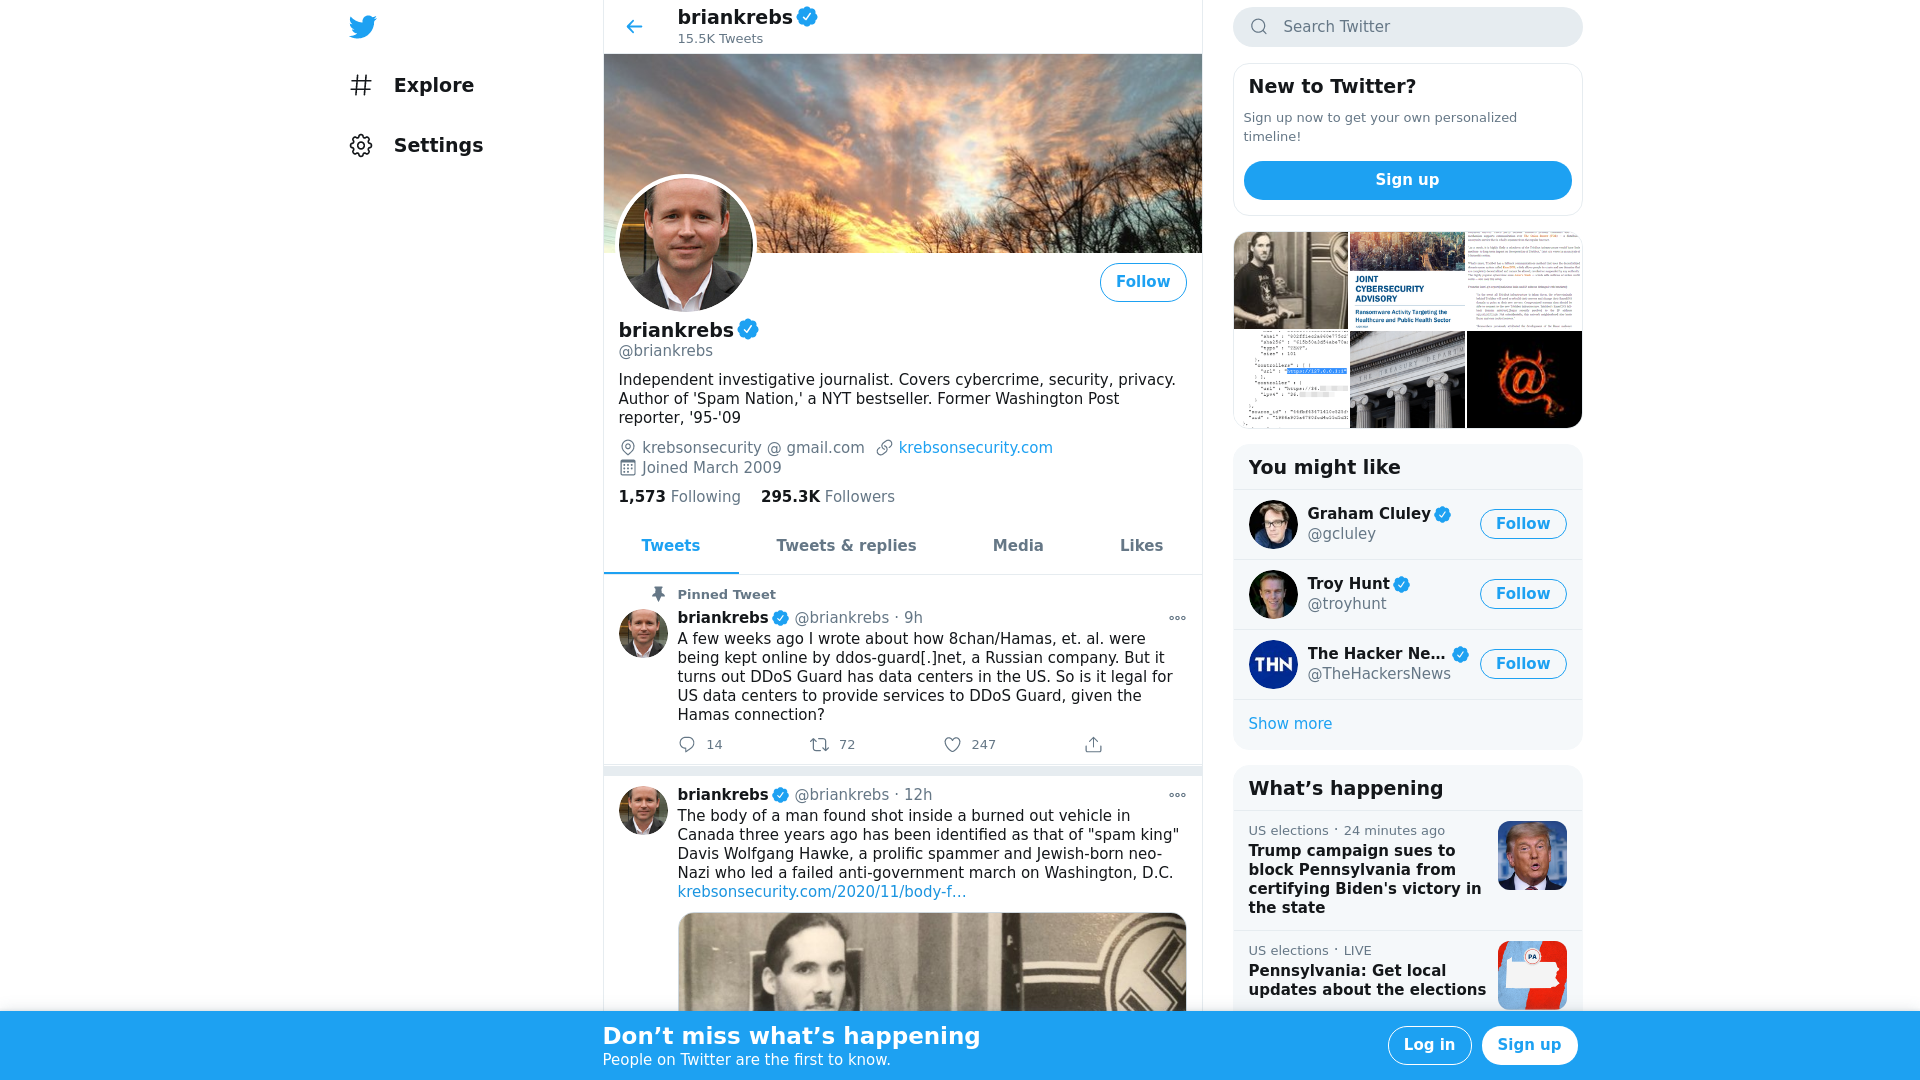 Explore
Settings
briankrebs
15.5K Tweets
Follow
briankrebs
@briankrebs
Independent investigative journalist. Covers cybercrime, security, privacy.
Author of 'Spam Nation,' a NYT bestseller. Former Washington Post
reporter, '95-'09
krebsonsecurity @ gmail.com krebsonsecurity.com
Joined March 2009
1,573 Following 295.3K Followers
Tweets Tweets & replies Media Likes
Pinned Tweet
briankrebs @briankrebs · 9h
A few weeks ago I wrote about how 8chan/Hamas, et. al. were
being kept online by ddos-guard[.]net, a Russian company. But it
turns out DDoS Guard has data centers in the US. So is it legal for
US data centers to provide services to DDoS Guard, given the
Hamas connection?
14 72 247
briankrebs @briankrebs · 12h
The body of a man found shot inside a burned out vehicle in
Canada three years ago has been identified as that of "spam king"
Davis Wolfgang Hawke, a prolific spammer and Jewish-born neo-
Nazi who led a failed anti-government march on Washington, D.C.
krebsonsecurity.com/2020/11/body-f…
Search Twitter
New to Twitter?
Sign up now to get your own personalized
timeline!
Sign up
JOINT
CYBERSECURITY
ADVISORY
Ransomware Activity Targeting the
Healthcare and Public Health Sector
You might like
Graham Cluley
@gcluley
Follow
Troy Hunt
@troyhunt
Follow
THN
The Hacker Ne…
@TheHackersNews
Follow
Show more
What’s happening
US elections · 24 minutes ago
Trump campaign sues to
block Pennsylvania from
certifying Biden's victory in
the state
US elections · LIVE
Pennsylvania: Get local
updates about the elections
PA
Don’t miss what’s happening
People on Twitter are the first to know.
Log in
Sign up